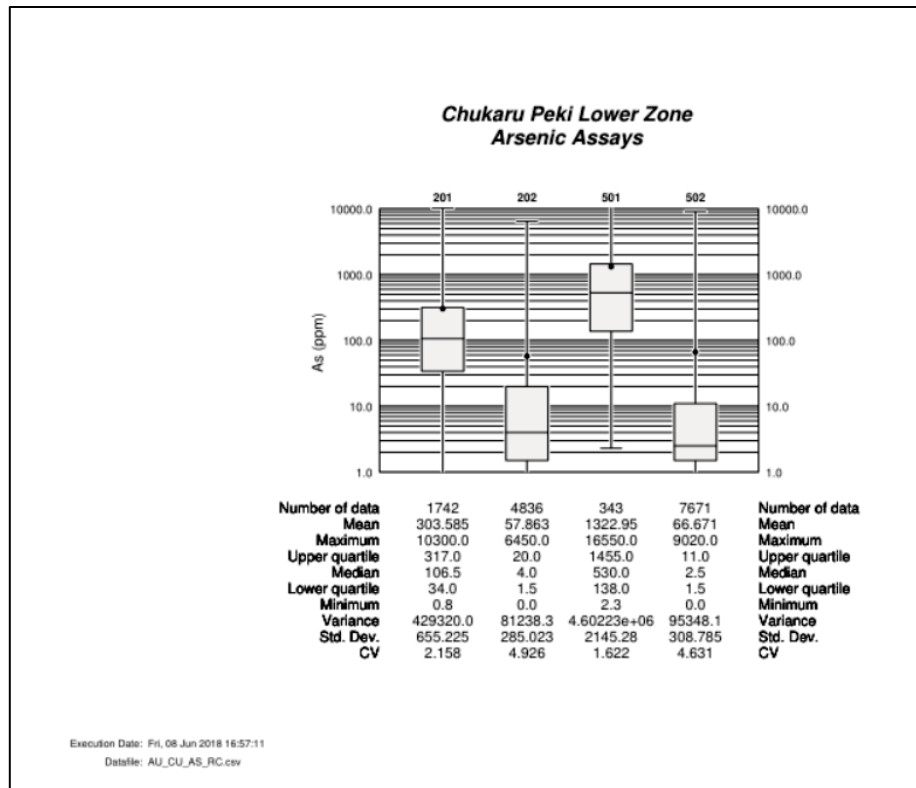 Chukaru Peki Lower Zone
Arsenic Assays
201 202 501 502
10000.0 10000.0
1000.0 1000.0
100.0 100.0
10.0 10.0
1.0 1.0
As (ppm)
Number of data 1742 4836 343 7671 Number of data
Mean 303.585 57.863 1322.95 66.671 Mean
Maximum 10300.0 6450.0 16550.0 9020.0 Maximum
Upper quartile 317.0 20.0 1455.0 11.0 Upper quartile
Median 106.5 4.0 530.0 2.5 Median
Lower quartile 34.0 1.5 138.0 1.5 Lower quartile
Minimum 0.8 0.0 2.3 0.0 Minimum
Variance 429320.0 81238.3 4.60223e+06 95348.1 Variance
Std. Dev. 655.225 285.023 2145.28 308.785 Std. Dev.
CV 2.158 4.926 1.622 4.631 CV
Execution Date: Fri, 08 Jun 2018 16:57:11
Datafile: AU_CU_AS_RC.csv